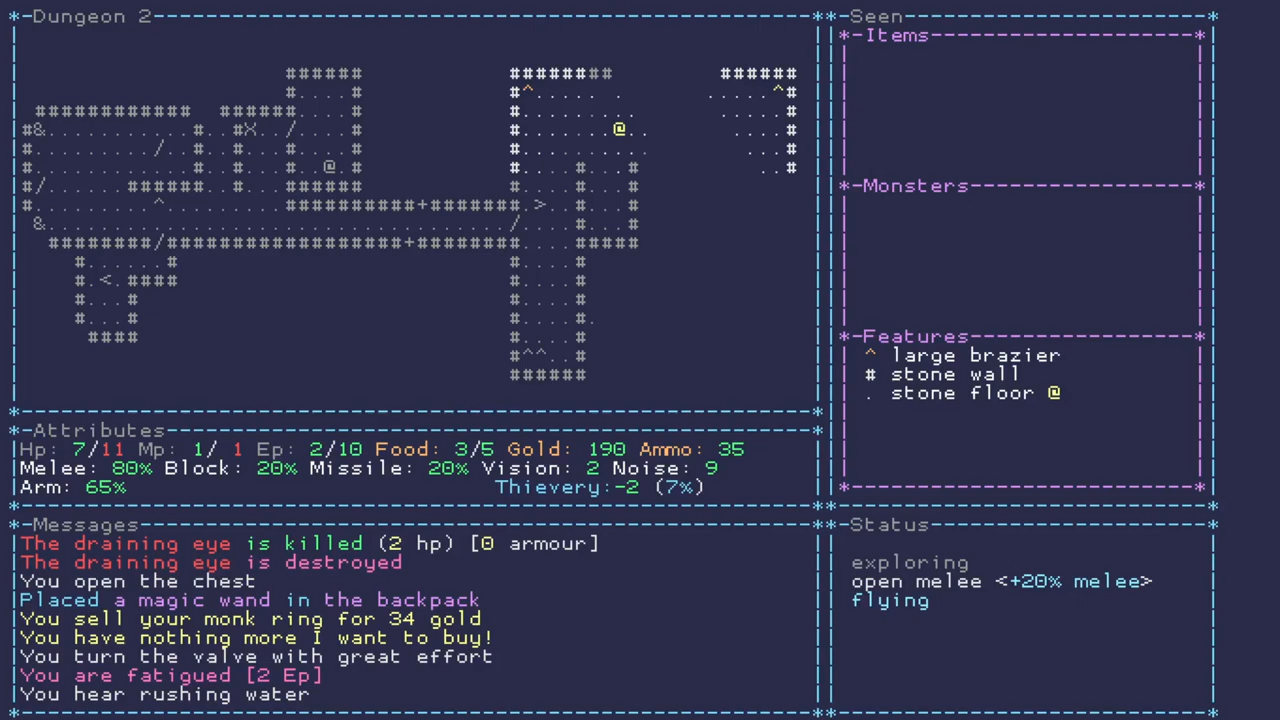 Dungeon 2
Seen
Items
Monsters
Features
^ large brazier
# stone wall
. stone floor @
Attributes
Hp: 7/11 Mp: 1/ 1 Ep: 2/10 Food: 3/5 Gold: 190 Ammo: 35
Melee: 80% Block: 20% Missile: 20% Vision: 2 Noise: 9
Arm: 65% Thievery:-2 (7%)
Messages
The draining eye is killed (2 hp) [0 armour]
The draining eye is destroyed
You open the chest
Placed a magic wand in the backpack
You sell your monk ring for 34 gold
You have nothing more I want to buy!
You turn the valve with great effort
You are fatigued [2 Ep]
You hear rushing water
Status
exploring
open melee <+20% melee>
flying